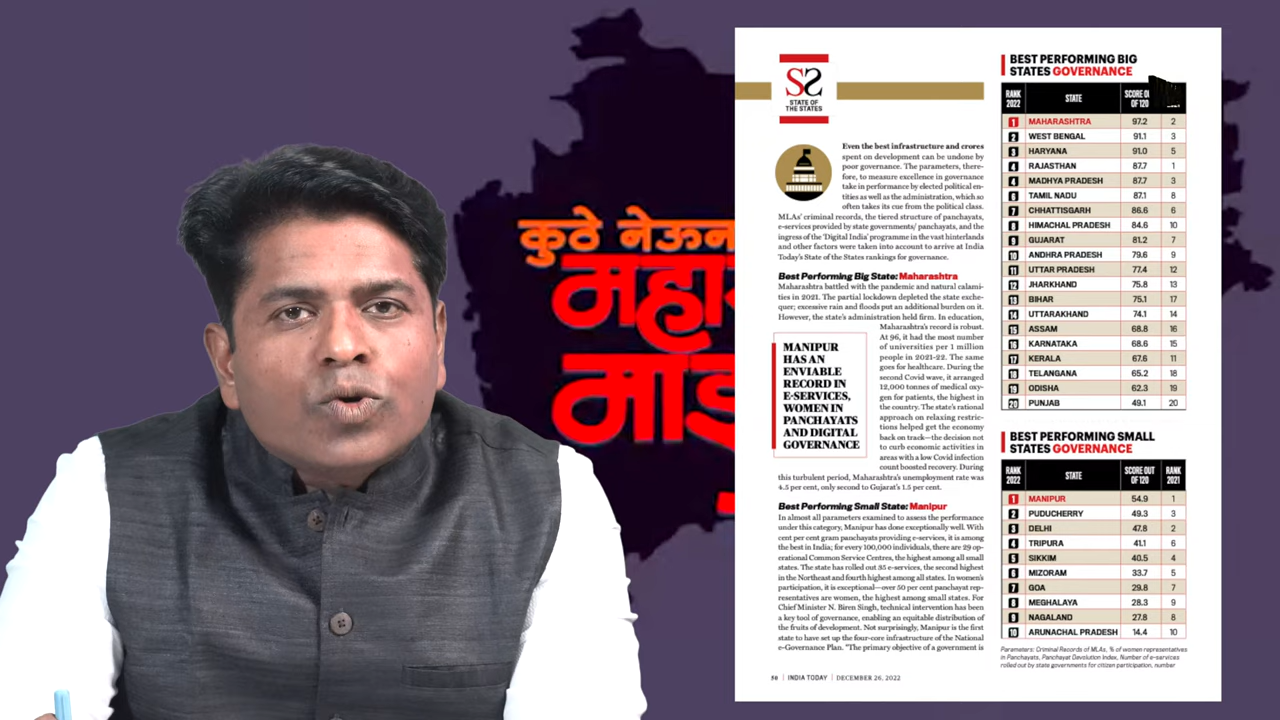 कुठे नेऊन
NAGA
SS
STATE OF
THE STATES
Even the best infrastructure and crores
spent on development can be undone by
poor governance. The parameters, there-
fore, to measure excellence in governance
take in performance by elected political en-
tities as well as the administration, which so
often takes its cue from the political class.
MLAs' criminal records, the tiered structure of panchayats,
e-services provided by state governments/ panchayats, and the
ingress of the 'Digital India' programme in the vast hinterlands
and other factors were taken into account to arrive at India
Today's State of the States rankings for governance.
Best Performing Big State: Maharashtra
Maharashtra battled with the pandemic and natural calami-
ties in 2021. The partial lockdown depleted the state exche-
quer; excessive rain and floods put an additional burden on it.
However, the state's administration held firm. In education,
Maharashtra's record is robust.
At 96, it had the most number
of universities per 1 million
people in 2021-22. The same
goes for healthcare. During the
second Covid wave, it arranged
12,000 tonnes of medical oxy-
gen for patients, the highest in
the country. The state's rational
approach on relaxing restric-
tions helped get the economy
back on track—the decision not
to curb economic activities in
areas with a low Covid infection
count boosted recovery. During
this turbulent period, Maharashtra's unemployment rate was
4.5 per cent, only second to Gujarat's 1.5 per cent.
MANIPUR
HAS AN
ENVIABLE
RECORD IN
E-SERVICES,
WOMEN IN
PANCHAYATS
AND DIGITAL
GOVERNANCE
Best Performing Small State: Manipur
In almost all parameters examined to assess the performance
under this category, Manipur has done exceptionally well. With
cent per cent gram panchayats providing e-services, it is among
the best in India; for every 100,000 individuals, there are 29 op-
erational Common Service Centres, the highest among all small
states. The state has rolled out 35 e-services, the second highest
in the Northeast and fourth highest among all states. In women's
participation, it is exceptional—over 50 per cent panchayat rep-
resentatives are women, the highest among small states. For
Chief Minister N. Biren Singh, technical intervention has been
a key tool of governance, enabling an equitable distribution of
the fruits of development. Not surprisingly, Manipur is the first
state to have set up the four-core infrastructure of the National
e-Governance Plan. "The primary objective of a government is
56 | INDIA TODAY | DECEMBER 26, 2022
BEST PERFORMING BIG
STATES GOVERNANCE
RANK 2022 STATE SCORE OUT OF 120
1 MAHARASHTRA 97.2 2
2 WEST BENGAL 91.1 3
3 HARYANA 91.0 5
4 RAJASTHAN 87.7 1
4 MADHYA PRADESH 87.7 3
6 TAMIL NADU 87.1 8
7 CHHATTISGARH 86.6 6
8 HIMACHAL PRADESH 84.6 10
9 GUJARAT 81.2 7
10 ANDHRA PRADESH 79.6 9
11 UTTAR PRADESH 77.4 12
12 JHARKHAND 75.8 13
13 BIHAR 75.1 17
14 UTTARAKHAND 74.1 14
15 ASSAM 68.8 16
16 KARNATAKA 68.6 15
17 KERALA 67.6 11
18 TELANGANA 65.2 18
19 ODISHA 62.3 19
20 PUNJAB 49.1 20
BEST PERFORMING SMALL
STATES GOVERNANCE
RANK 2022 STATE SCORE OUT OF 120 RANK 2021
1 MANIPUR 54.9 1
2 PUDUCHERRY 49.3 3
3 DELHI 47.8 2
4 TRIPURA 41.1 6
5 SIKKIM 40.5 4
6 MIZORAM 33.7 5
7 GOA 29.8 7
8 MEGHALAYA 28.3 9
9 NAGALAND 27.8 8
10 ARUNACHAL PRADESH 14.4 10
Parameters: Criminal Records of MLAs, % of women representatives
in Panchayats, Panchayat Devolution Index, Number of e-services
rolled out by state governments for citizen participation, number